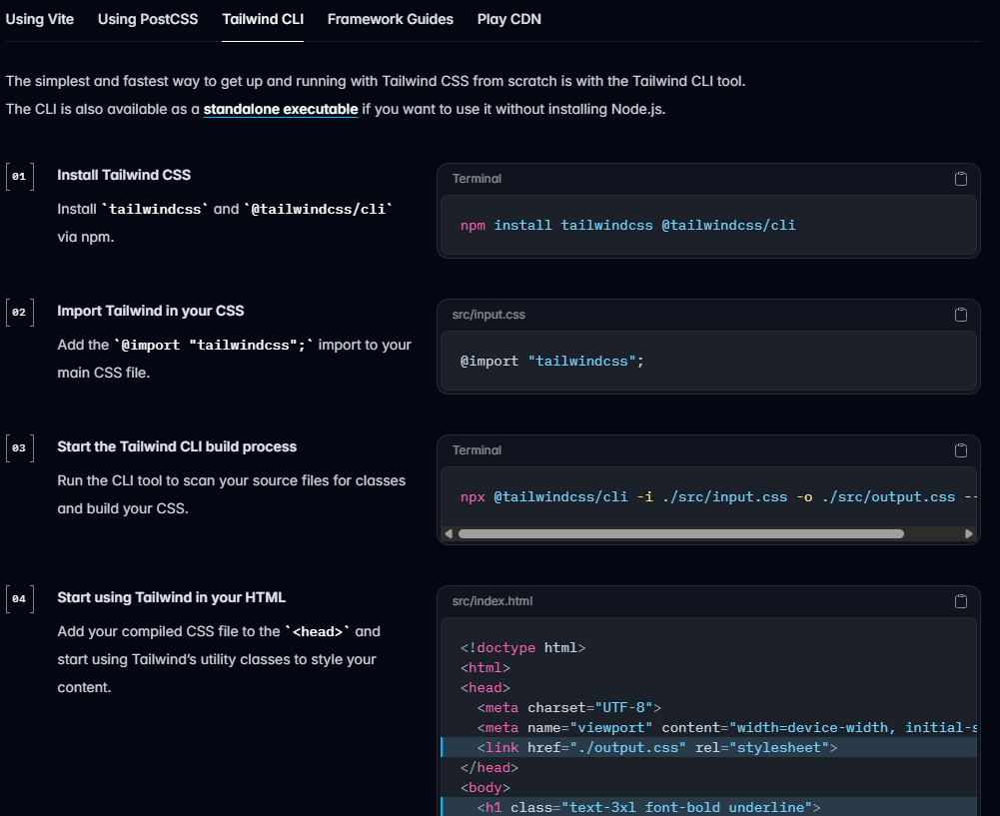 Using Vite Using PostCSS Tailwind CLI Framework Guides Play CDN
The simplest and fastest way to get up and running with Tailwind CSS from scratch is with the Tailwind CLI tool.
The CLI is also available as a standalone executable if you want to use it without installing Node.js.
01
Install Tailwind CSS
Install `tailwindcss` and `@tailwindcss/cli`
via npm.
Terminal
npm install tailwindcss @tailwindcss/cli
02
Import Tailwind in your CSS
Add the `@import "tailwindcss";` import to your
main CSS file.
src/input.css
@import "tailwindcss";
03
Start the Tailwind CLI build process
Run the CLI tool to scan your source files for classes
and build your CSS.
Terminal
npx @tailwindcss/cli -i ./src/input.css -o ./src/output.css --
04
Start using Tailwind in your HTML
Add your compiled CSS file to the `<head>` and
start using Tailwind’s utility classes to style your
content.
src/index.html
<!doctype html>
<html>
<head>
<meta charset="UTF-8">
<meta name="viewport" content="width=device-width, initial-s
<link href="./output.css" rel="stylesheet">
</head>
<body>
<h1 class="text-3xl font-bold underline">